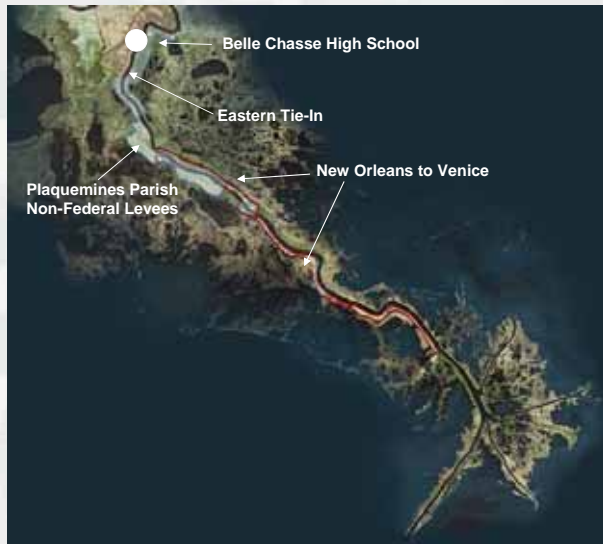 Belle Chasse High School
Eastern Tie-In
New Orleans to Venice
Plaquemines Parish
Non-Federal Levees